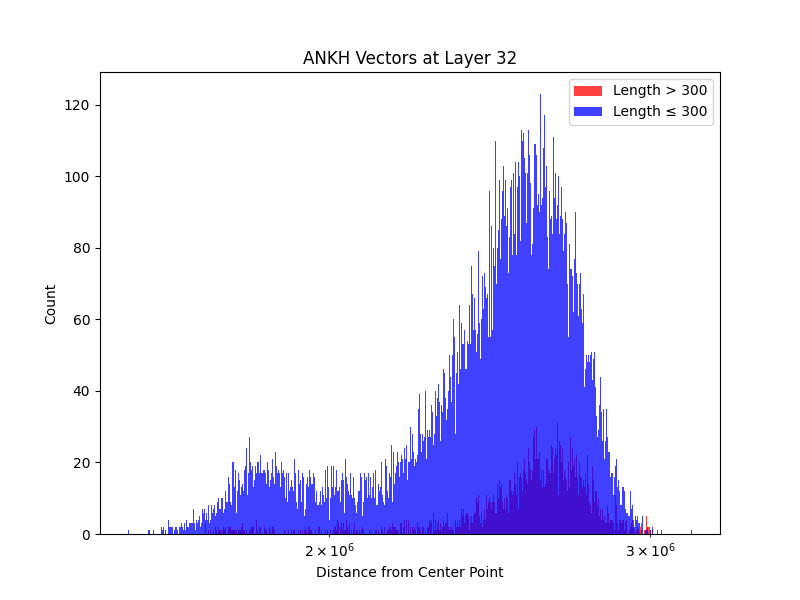 ANKH Vectors at Layer 32
Length > 300
Length ≤ 300
120
100
80
60
40
20
0
Count
2 × 10⁶
3 × 10⁶
Distance from Center Point